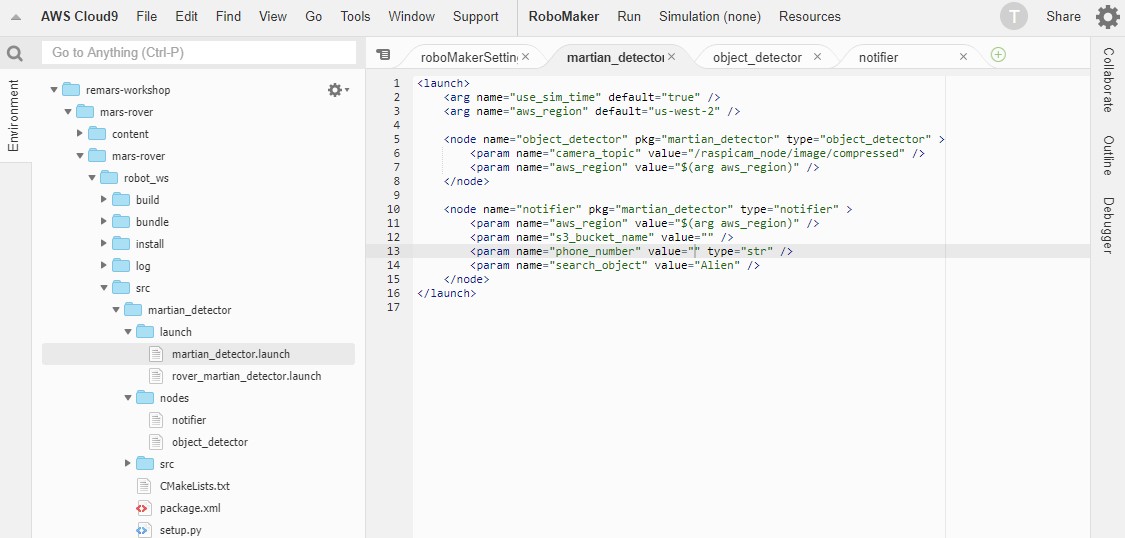 AWS Cloud9 File Edit Find View Go Tools Window Support RoboMaker Run Simulation (none) Resources T Share
Go to Anything (Ctrl-P)
Environment
remars-workshop
mars-rover
content
mars-rover
robot_ws
build
bundle
install
log
src
martian_detector
launch
martian_detector.launch
rover_martian_detector.launch
nodes
notifier
object_detector
src
CMakeLists.txt
package.xml
setup.py
roboMakerSettin martian_detector object_detector notifier
1 <launch>
2 <arg name="use_sim_time" default="true" />
3 <arg name="aws_region" default="us-west-2" />
4
5 <node name="object_detector" pkg="martian_detector" type="object_detector" >
6 <param name="camera_topic" value="/raspicam_node/image/compressed" />
7 <param name="aws_region" value="$(arg aws_region)" />
8 </node>
9
10 <node name="notifier" pkg="martian_detector" type="notifier" >
11 <param name="aws_region" value="$(arg aws_region)" />
12 <param name="s3_bucket_name" value="" />
13 <param name="phone_number" value="" type="str" />
14 <param name="search_object" value="Alien" />
15 </node>
16 </launch>
17
Collaborate
Outline
Debugger